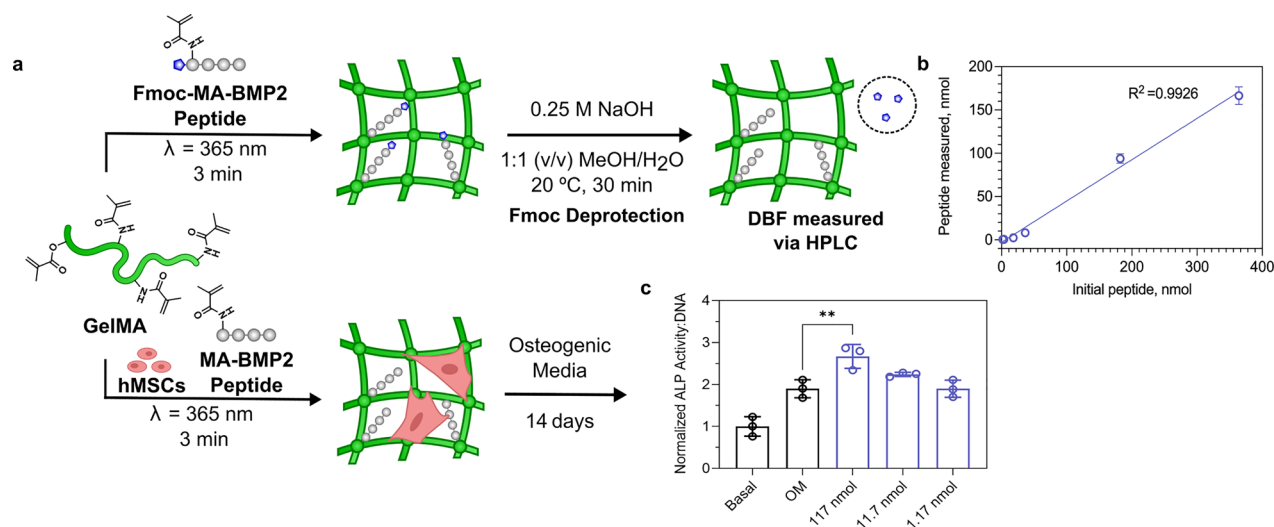 a
O
N
H
Fmoc-MA-BMP2
Peptide
λ = 365 nm
3 min
0.25 M NaOH
1:1 (v/v) MeOH/H₂O
20 ºC, 30 min
Fmoc Deprotection
DBF measured
via HPLC
O
N
H
O
N
H
O
O
N
H
O
O
N
H
GelMA
hMSCs
MA-BMP2
Peptide
λ = 365 nm
3 min
Osteogenic
Media
14 days
b
Peptide measured, nmol
200
150
100
50
0
R²=0.9926
0
100
200
300
400
Initial peptide, nmol
c
Normalized ALP Activity:DNA
4
3
2
1
0
**
Basal
OM
117 nmol
11.7 nmol
1.17 nmol